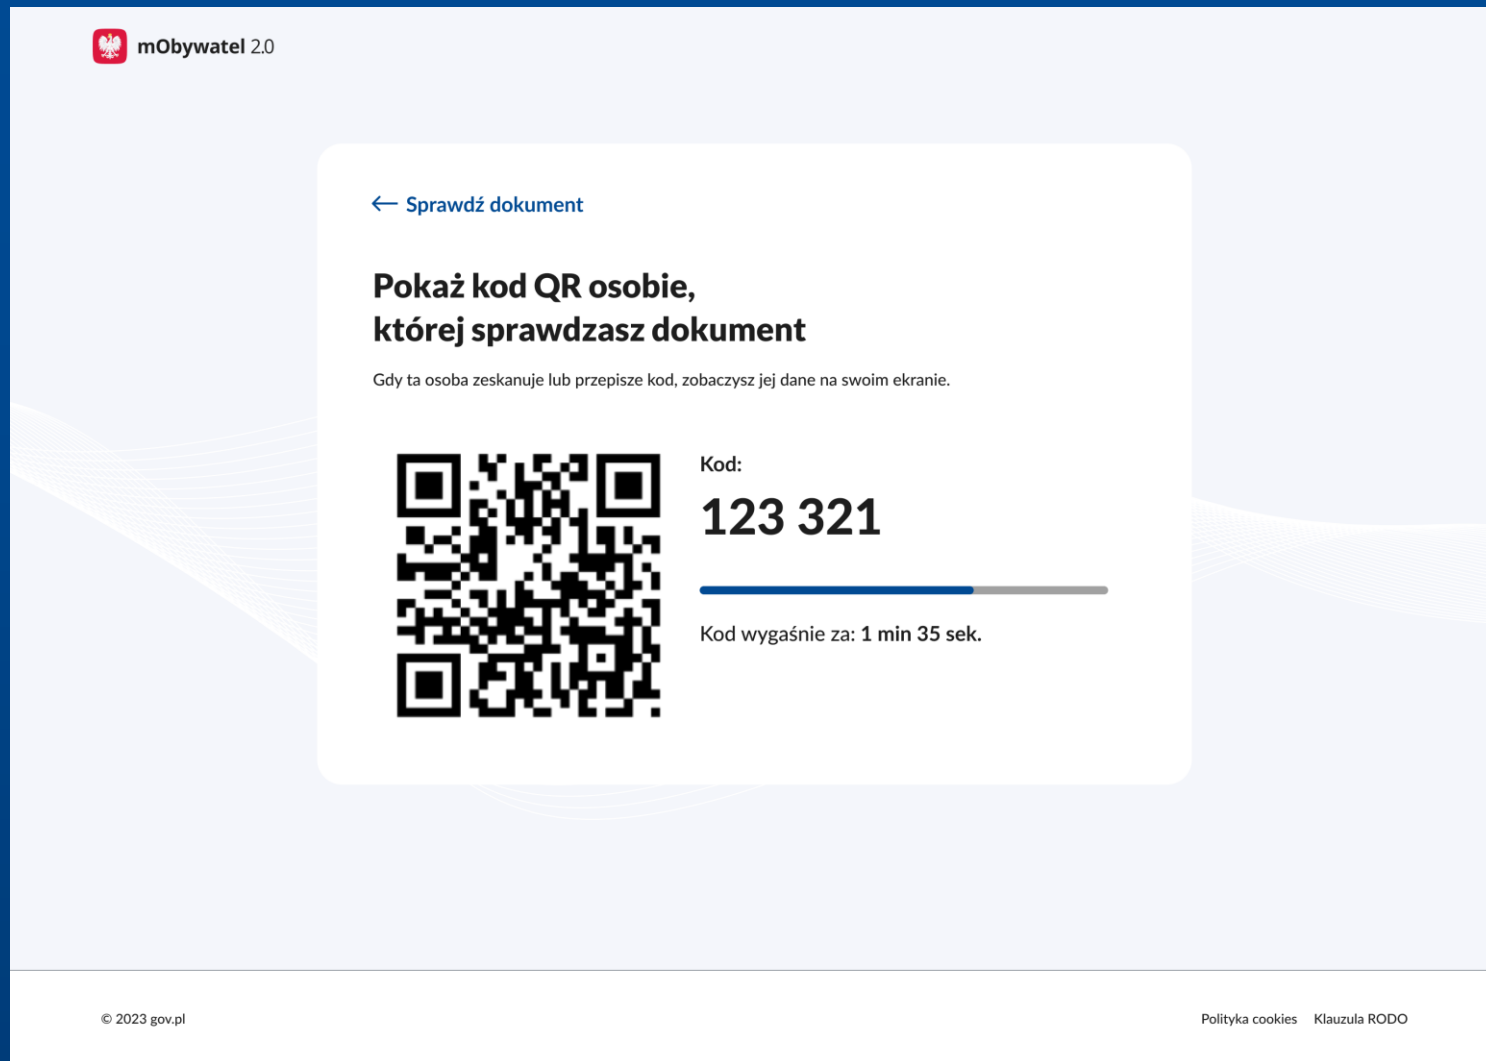 mObywatel 2.0
← Sprawdź dokument
Pokaż kod QR osobie,
której sprawdzasz dokument
Gdy ta osoba zeskanuje lub przepisze kod, zobaczysz jej dane na swoim ekranie.
Kod:
123 321
Kod wygaśnie za: 1 min 35 sek.
© 2023 gov.pl
Polityka cookies Klauzula RODO